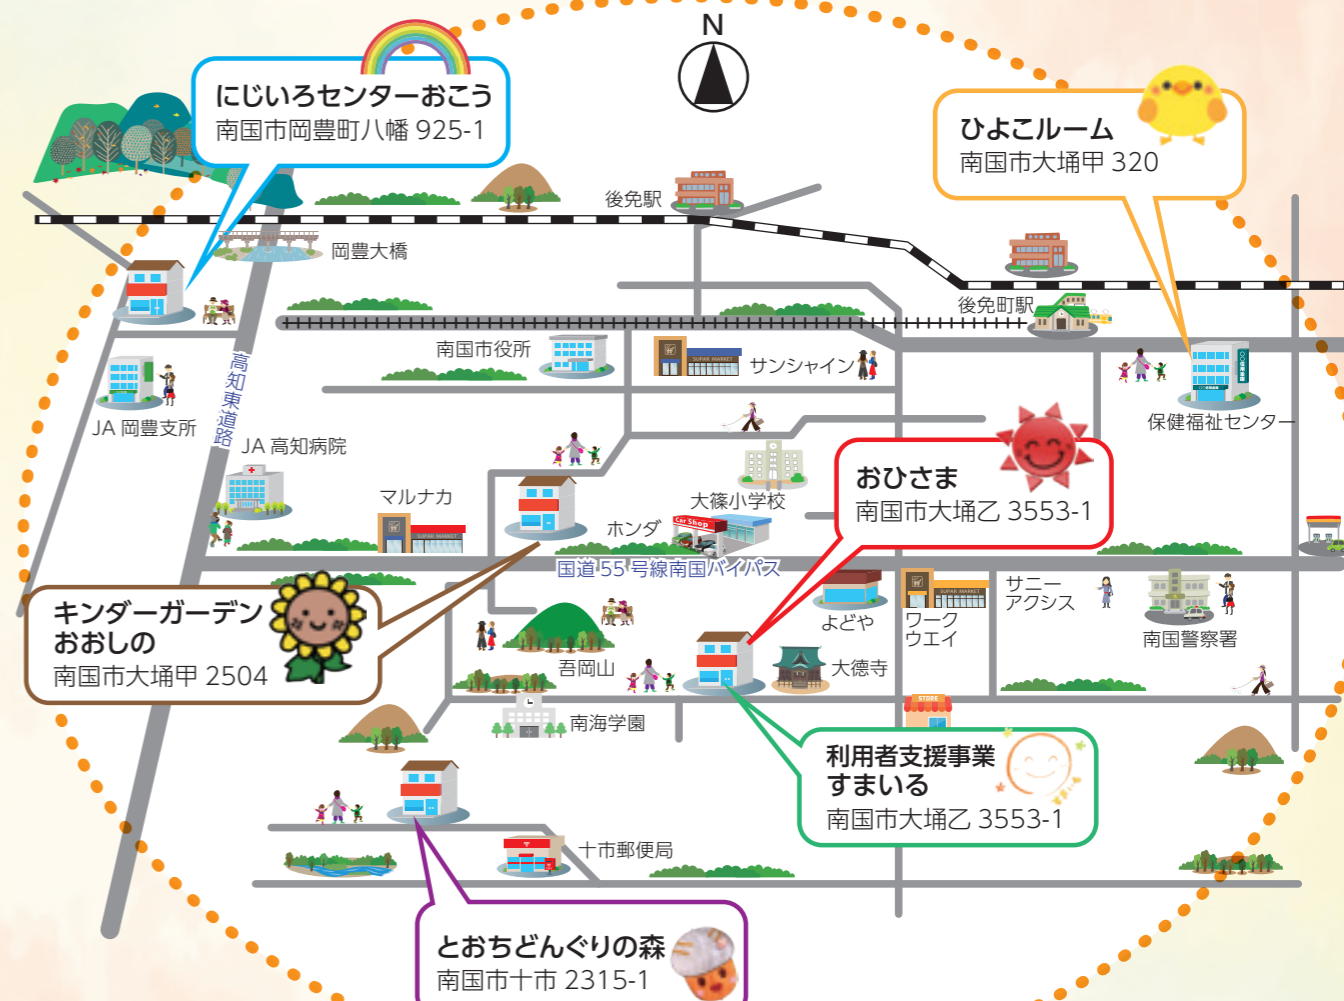 N
にじいろセンターおこう
南国市岡豊町八幡 925-1
ひよこルーム
南国市大埇甲 320
後免駅
岡豊大橋
後免町駅
南国市役所
SUPAR MARKET
サンシャイン
高知東道路
JA 岡豊支所
保健福祉センター
JA 高知病院
マルナカ
SUPAR MARKET
大篠小学校
ホンダ
Car Shop
おひさま
南国市大埇乙 3553-1
国道 55 号線南国バイパス
キンダーガーデン
おおしの
南国市大埇甲 2504
よどや
SUPAR MARKET
ワーク
ウエイ
サニー
アクシス
南国警察署
吾岡山
大徳寺
南海学園
STORE
利用者支援事業
すまいる
南国市大埇乙 3553-1
十市郵便局
とおちどんぐりの森
南国市十市 2315-1